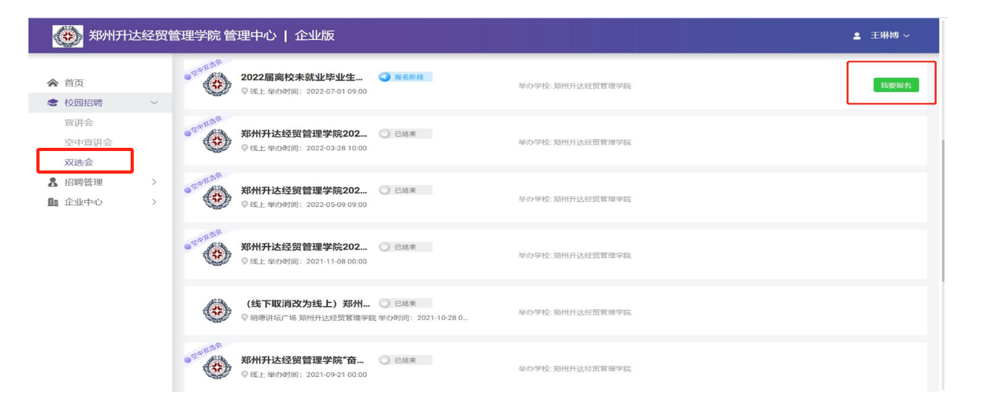 郑州升达经贸管理学院 管理中心 | 企业版
王琳博
首页
校园招聘
宣讲会
空中宣讲会
双选会
招聘管理
企业中心
空中双选会
2022届离校未就业毕业生... 报名阶段
线上 举办时间：2022-07-01 09:00
举办学校: 郑州升达经贸管理学院
我要报名
空中双选会
郑州升达经贸管理学院202... 已结束
线上 举办时间：2022-03-28 10:00
举办学校: 郑州升达经贸管理学院
空中双选会
郑州升达经贸管理学院202... 已结束
线上 举办时间：2022-05-09 09:00
举办学校: 郑州升达经贸管理学院
空中双选会
郑州升达经贸管理学院202... 已结束
线上 举办时间：2021-11-08 00:00
举办学校: 郑州升达经贸管理学院
（线下取消改为线上）郑州... 已结束
明德讲坛广场 郑州升达经贸管理学院 举办时间：2021-10-28 0...
举办学校: 郑州升达经贸管理学院
空中双选会
郑州升达经贸管理学院“奋... 已结束
线上 举办时间：2021-09-21 00:00
举办学校: 郑州升达经贸管理学院